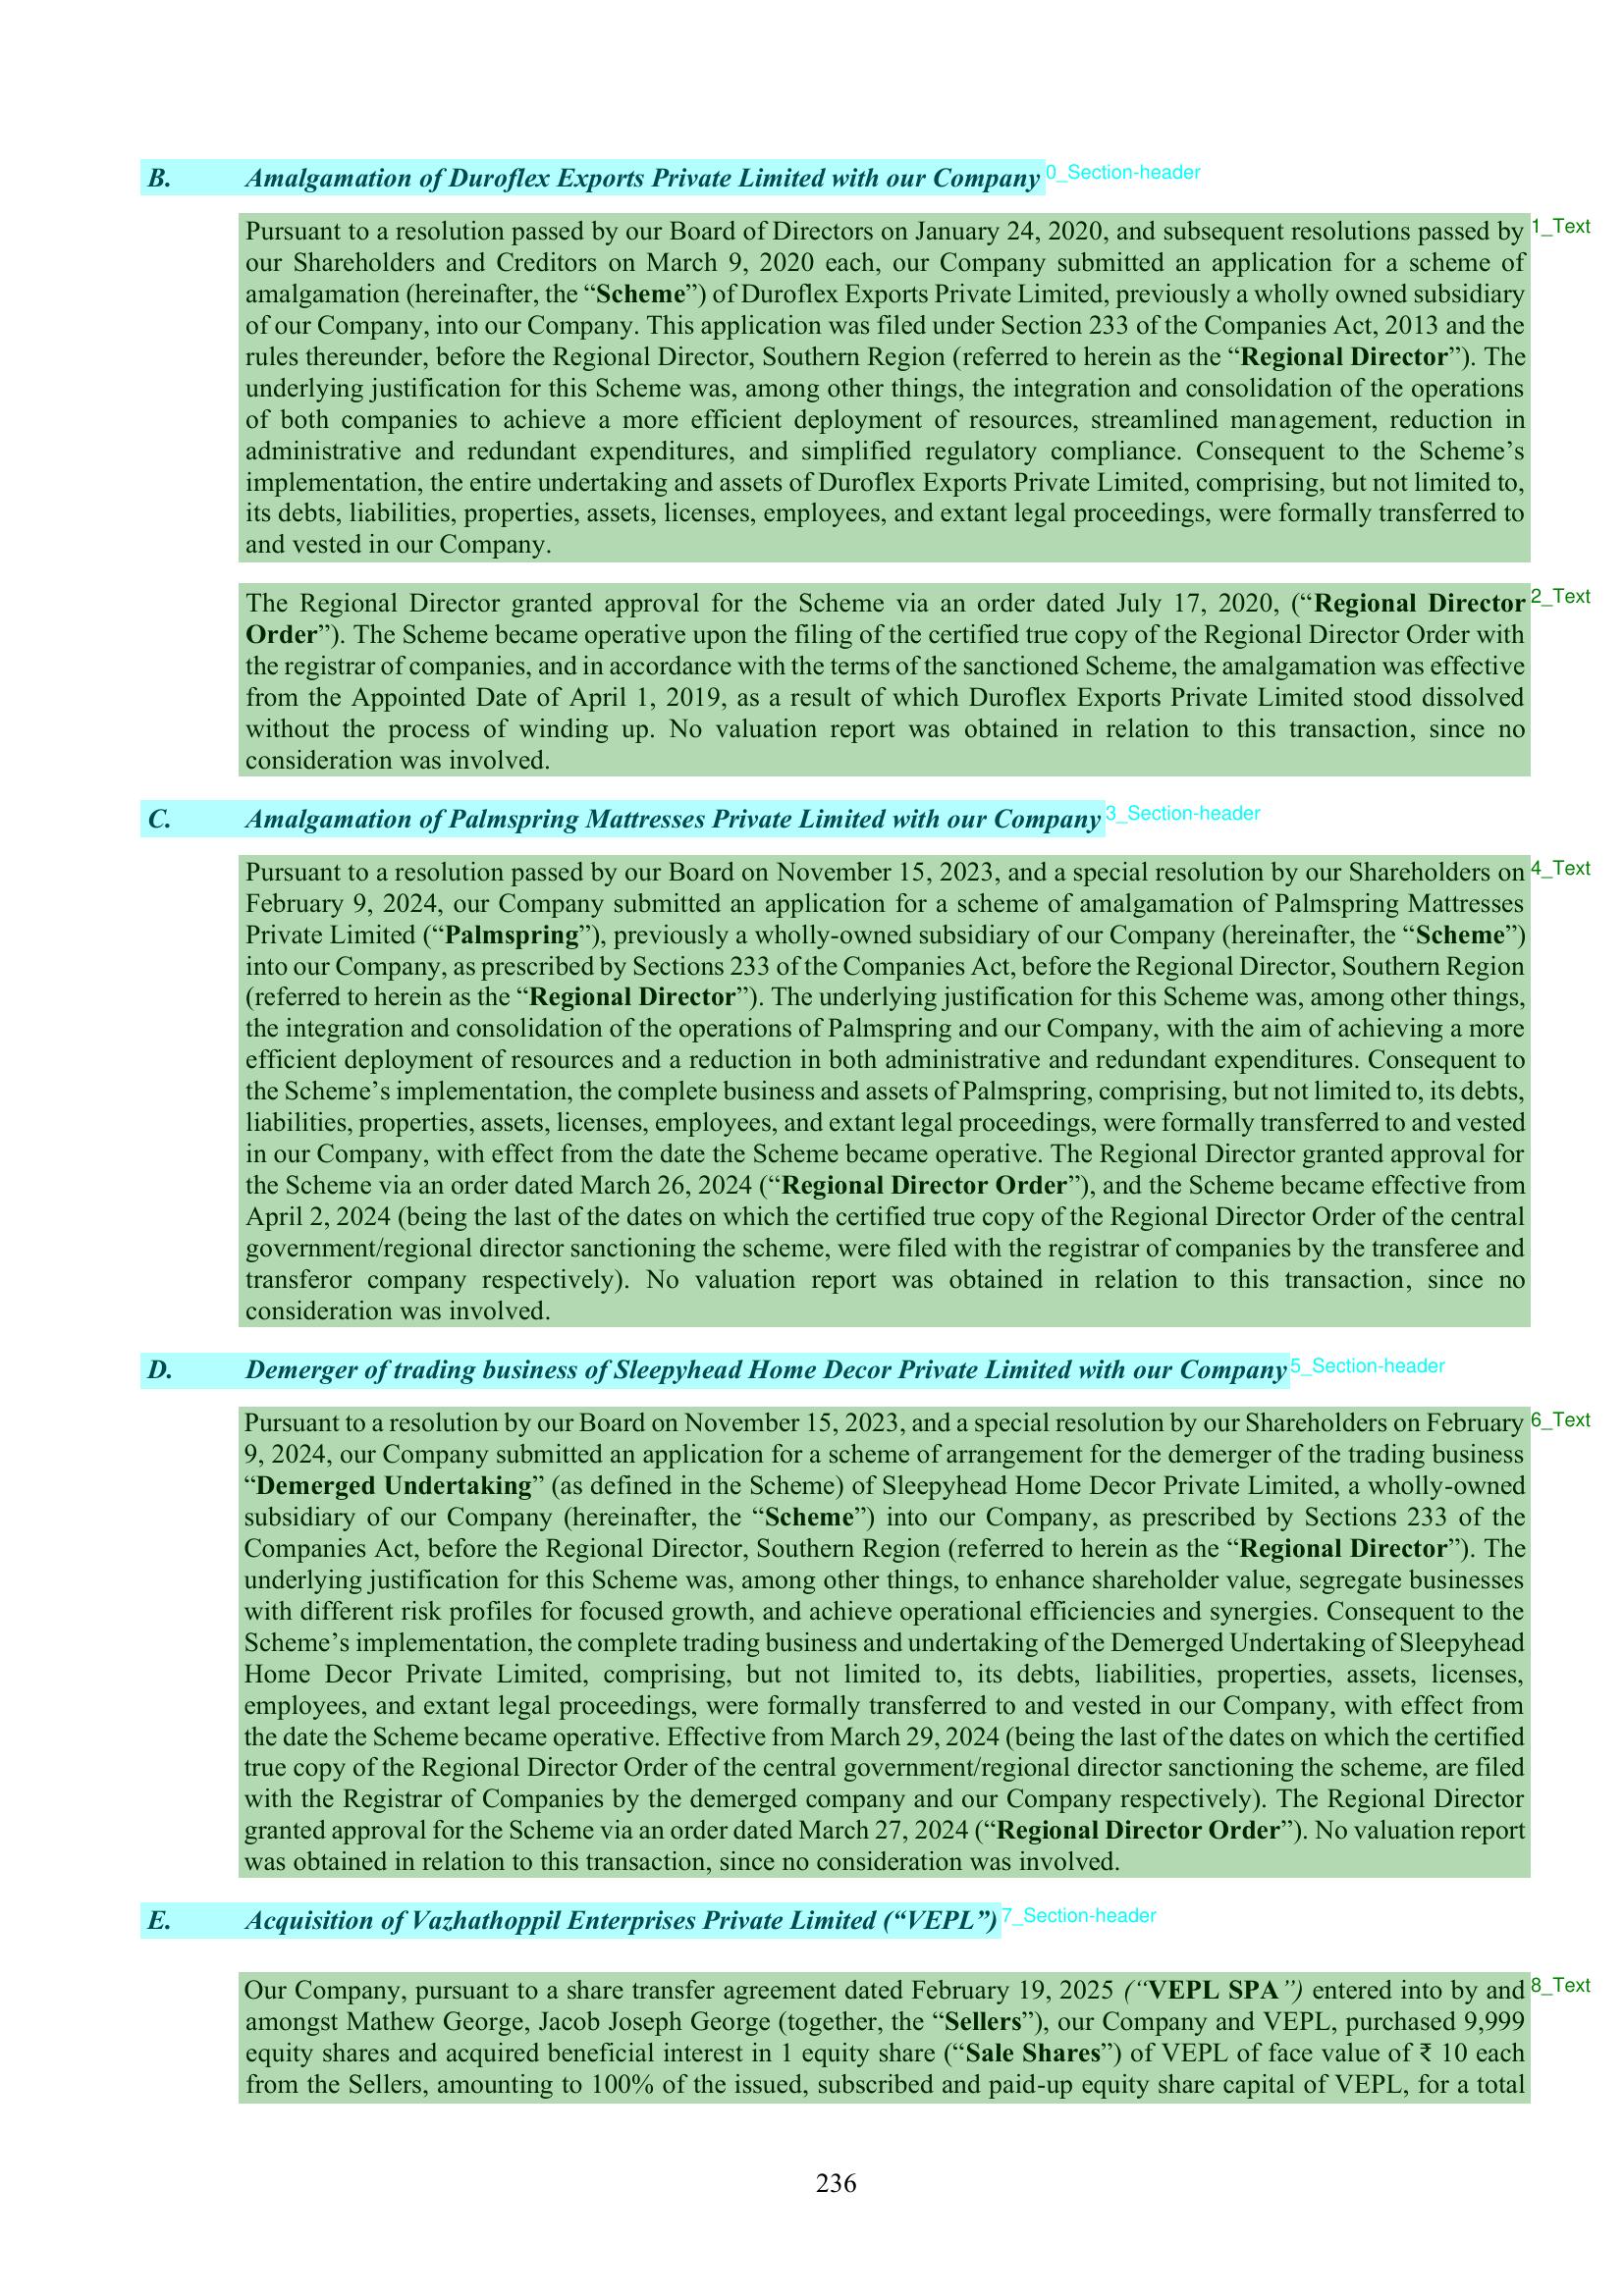 B. Amalgamation of Duroflex Exports Private Limited with our Company 0_Section-header
Pursuant to a resolution passed by our Board of Directors on January 24, 2020, and subsequent resolutions passed by 1_Text
our Shareholders and Creditors on March 9, 2020 each, our Company submitted an application for a scheme of
amalgamation (hereinafter, the “Scheme”) of Duroflex Exports Private Limited, previously a wholly owned subsidiary
of our Company, into our Company. This application was filed under Section 233 of the Companies Act, 2013 and the
rules thereunder, before the Regional Director, Southern Region (referred to herein as the “Regional Director”). The
underlying justification for this Scheme was, among other things, the integration and consolidation of the operations
of both companies to achieve a more efficient deployment of resources, streamlined management, reduction in
administrative and redundant expenditures, and simplified regulatory compliance. Consequent to the Scheme’s
implementation, the entire undertaking and assets of Duroflex Exports Private Limited, comprising, but not limited to,
its debts, liabilities, properties, assets, licenses, employees, and extant legal proceedings, were formally transferred to
and vested in our Company.
The Regional Director granted approval for the Scheme via an order dated July 17, 2020, (“Regional Director 2_Text
Order”). The Scheme became operative upon the filing of the certified true copy of the Regional Director Order with
the registrar of companies, and in accordance with the terms of the sanctioned Scheme, the amalgamation was effective
from the Appointed Date of April 1, 2019, as a result of which Duroflex Exports Private Limited stood dissolved
without the process of winding up. No valuation report was obtained in relation to this transaction, since no
consideration was involved.
C. Amalgamation of Palmspring Mattresses Private Limited with our Company 3_Section-header
Pursuant to a resolution passed by our Board on November 15, 2023, and a special resolution by our Shareholders on 4_Text
February 9, 2024, our Company submitted an application for a scheme of amalgamation of Palmspring Mattresses
Private Limited (“Palmspring”), previously a wholly-owned subsidiary of our Company (hereinafter, the “Scheme”)
into our Company, as prescribed by Sections 233 of the Companies Act, before the Regional Director, Southern Region
(referred to herein as the “Regional Director”). The underlying justification for this Scheme was, among other things,
the integration and consolidation of the operations of Palmspring and our Company, with the aim of achieving a more
efficient deployment of resources and a reduction in both administrative and redundant expenditures. Consequent to
the Scheme’s implementation, the complete business and assets of Palmspring, comprising, but not limited to, its debts,
liabilities, properties, assets, licenses, employees, and extant legal proceedings, were formally transferred to and vested
in our Company, with effect from the date the Scheme became operative. The Regional Director granted approval for
the Scheme via an order dated March 26, 2024 (“Regional Director Order”), and the Scheme became effective from
April 2, 2024 (being the last of the dates on which the certified true copy of the Regional Director Order of the central
government/regional director sanctioning the scheme, were filed with the registrar of companies by the transferee and
transferor company respectively). No valuation report was obtained in relation to this transaction, since no
consideration was involved.
D. Demerger of trading business of Sleepyhead Home Decor Private Limited with our Company 5_Section-header
Pursuant to a resolution by our Board on November 15, 2023, and a special resolution by our Shareholders on February 6_Text
9, 2024, our Company submitted an application for a scheme of arrangement for the demerger of the trading business
“Demerged Undertaking” (as defined in the Scheme) of Sleepyhead Home Decor Private Limited, a wholly-owned
subsidiary of our Company (hereinafter, the “Scheme”) into our Company, as prescribed by Sections 233 of the
Companies Act, before the Regional Director, Southern Region (referred to herein as the “Regional Director”). The
underlying justification for this Scheme was, among other things, to enhance shareholder value, segregate businesses
with different risk profiles for focused growth, and achieve operational efficiencies and synergies. Consequent to the
Scheme’s implementation, the complete trading business and undertaking of the Demerged Undertaking of Sleepyhead
Home Decor Private Limited, comprising, but not limited to, its debts, liabilities, properties, assets, licenses,
employees, and extant legal proceedings, were formally transferred to and vested in our Company, with effect from
the date the Scheme became operative. Effective from March 29, 2024 (being the last of the dates on which the certified
true copy of the Regional Director Order of the central government/regional director sanctioning the scheme, are filed
with the Registrar of Companies by the demerged company and our Company respectively). The Regional Director
granted approval for the Scheme via an order dated March 27, 2024 (“Regional Director Order”). No valuation report
was obtained in relation to this transaction, since no consideration was involved.
E. Acquisition of Vazhathoppil Enterprises Private Limited (“VEPL”) 7_Section-header
Our Company, pursuant to a share transfer agreement dated February 19, 2025 (“VEPL SPA”) entered into by and 8_Text
amongst Mathew George, Jacob Joseph George (together, the “Sellers”), our Company and VEPL, purchased 9,999
equity shares and acquired beneficial interest in 1 equity share (“Sale Shares”) of VEPL of face value of ₹ 10 each
from the Sellers, amounting to 100% of the issued, subscribed and paid-up equity share capital of VEPL, for a total
236